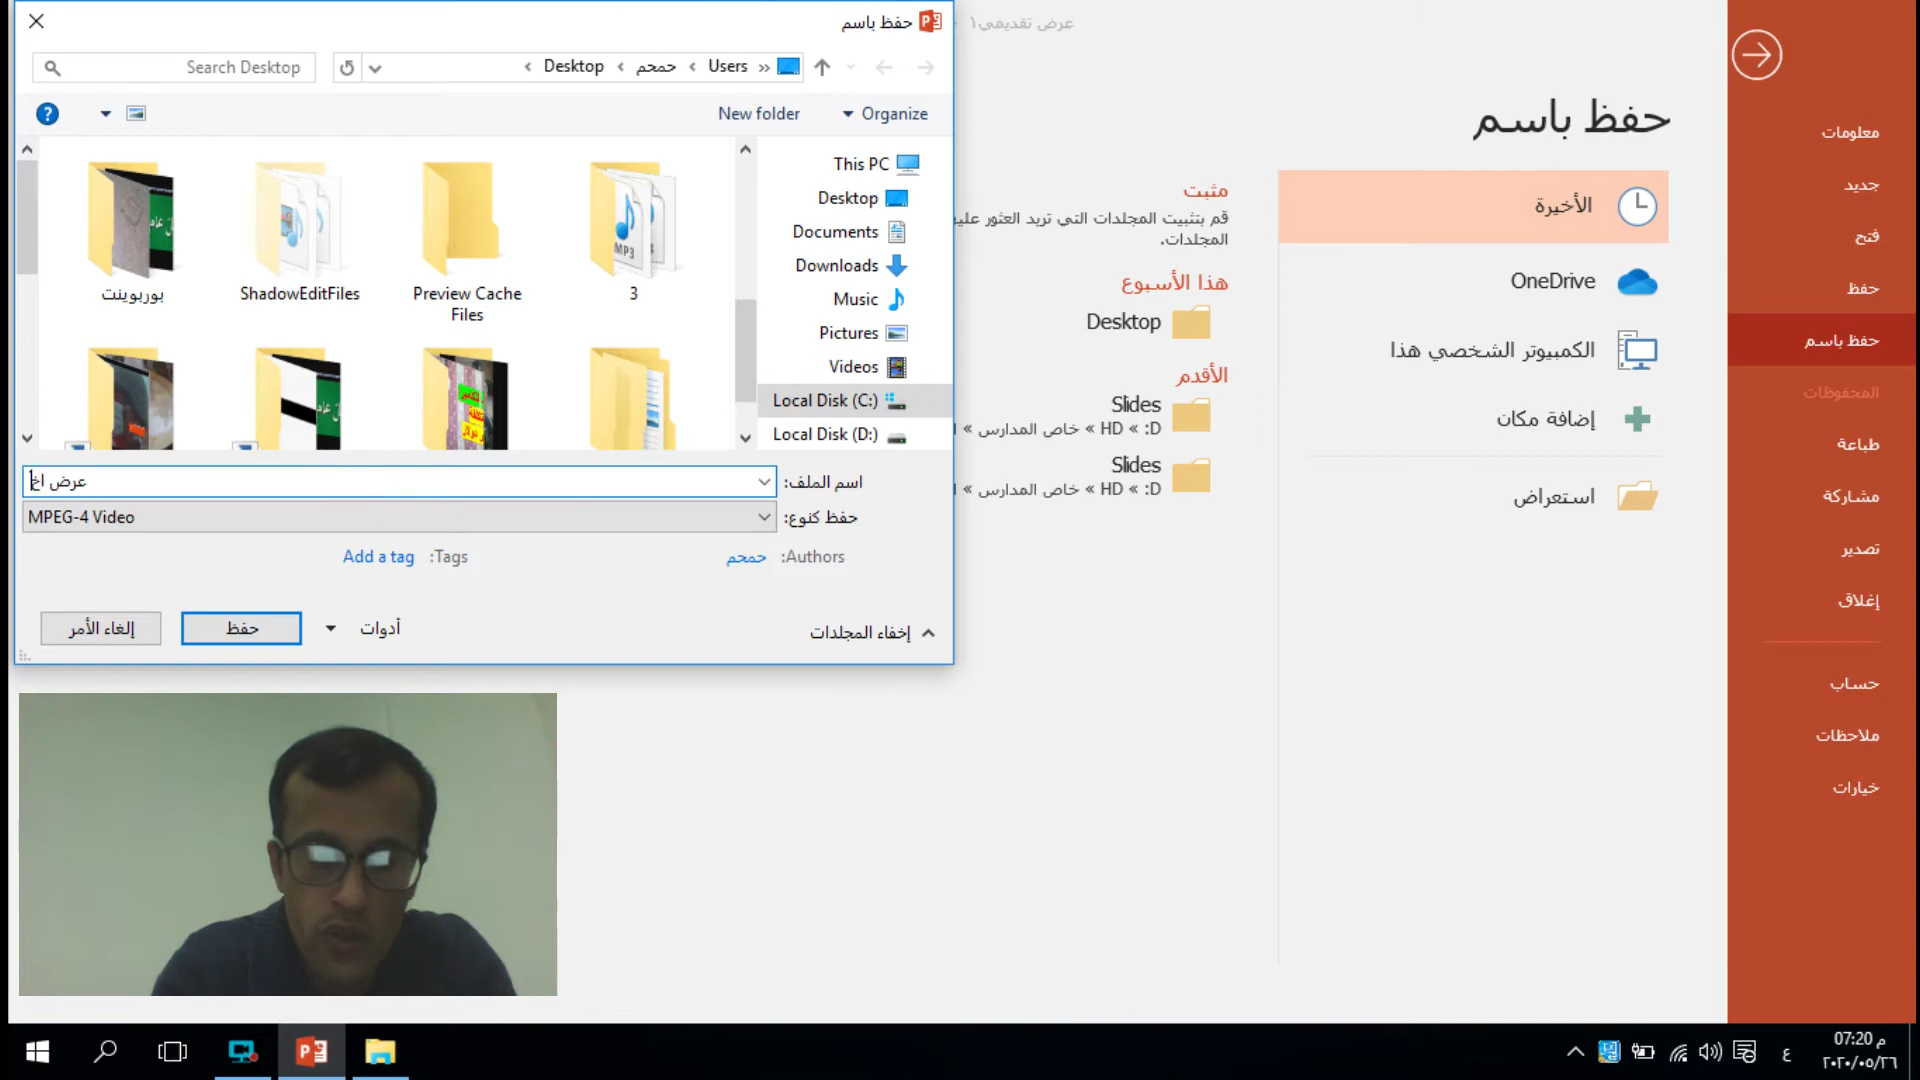 عرض تقديمي١
حفظ باسم
Search Desktop
Users
حمحم
Desktop
Organize
New folder
This PC
Desktop
Documents
Downloads
Music
Pictures
Videos
Local Disk (C:)
Local Disk (D:)
3
MP3
Preview Cache Files
ShadowEditFiles
بوربوينت
اسم الملف:
عرض اخ
حفظ كنوع:
MPEG-4 Video
Authors:
حمحم
Tags:
Add a tag
إخفاء المجلدات
أدوات
حفظ
إلغاء الأمر
حفظ باسم
الأخيرة
OneDrive
الكمبيوتر الشخصي هذا
إضافة مكان
استعراض
مثبت
قم بتثبيت المجلدات التي تريد العثور
المجلدات.
هذا الأسبوع
Desktop
الأقدم
Slides
D: » HD » خاص المدارس »
Slides
D: » HD » خاص المدارس »
معلومات
جديد
فتح
حفظ
حفظ باسم
المحفوظات
طباعة
مشاركة
تصدير
إغلاق
حساب
ملاحظات
خيارات
ع
07:20 م
٢٠٢٠/٠٥/٢٦